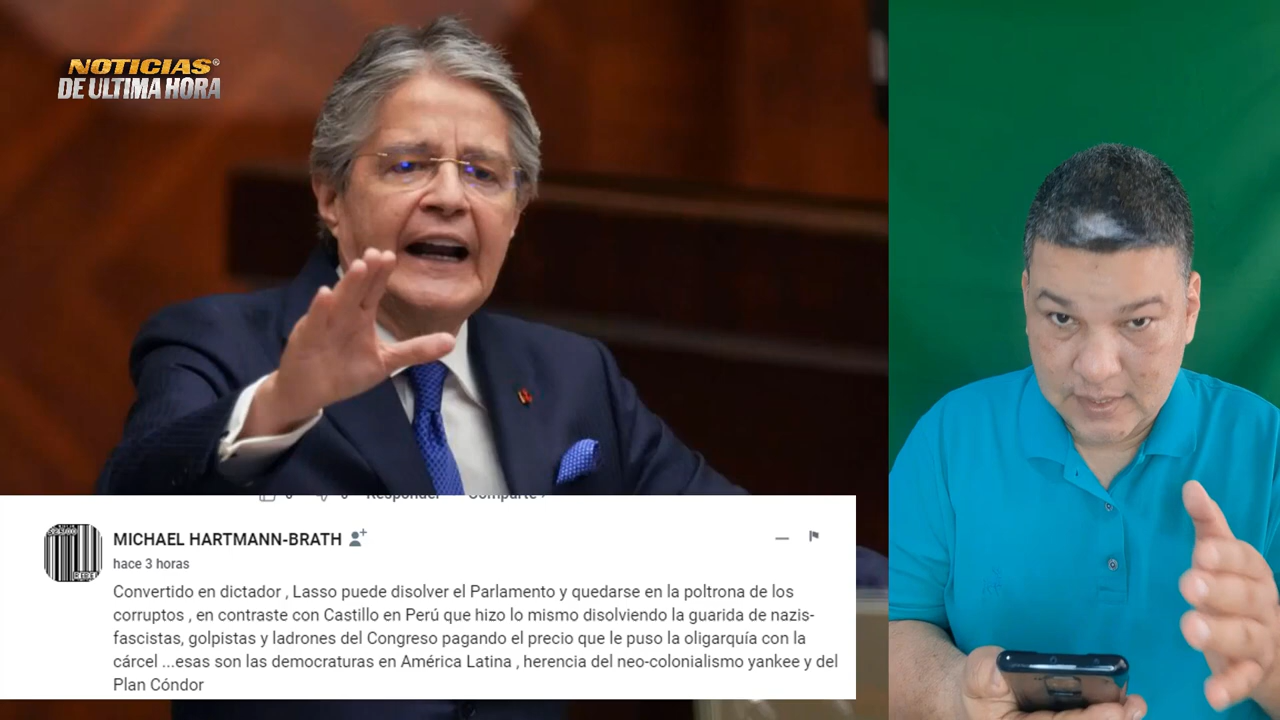 NOTICIAS®
DE ULTIMA HORA
Responder Comparte ›
MICHAEL HARTMANN-BRATH
hace 3 horas
Convertido en dictador , Lasso puede disolver el Parlamento y quedarse en la poltrona de los
corruptos , en contraste con Castillo en Perú que hizo lo mismo disolviendo la guarida de nazis-
fascistas, golpistas y ladrones del Congreso pagando el precio que le puso la oligarquía con la
cárcel ...esas son las democraturas en América Latina , herencia del neo-colonialismo yankee y del
Plan Cóndor